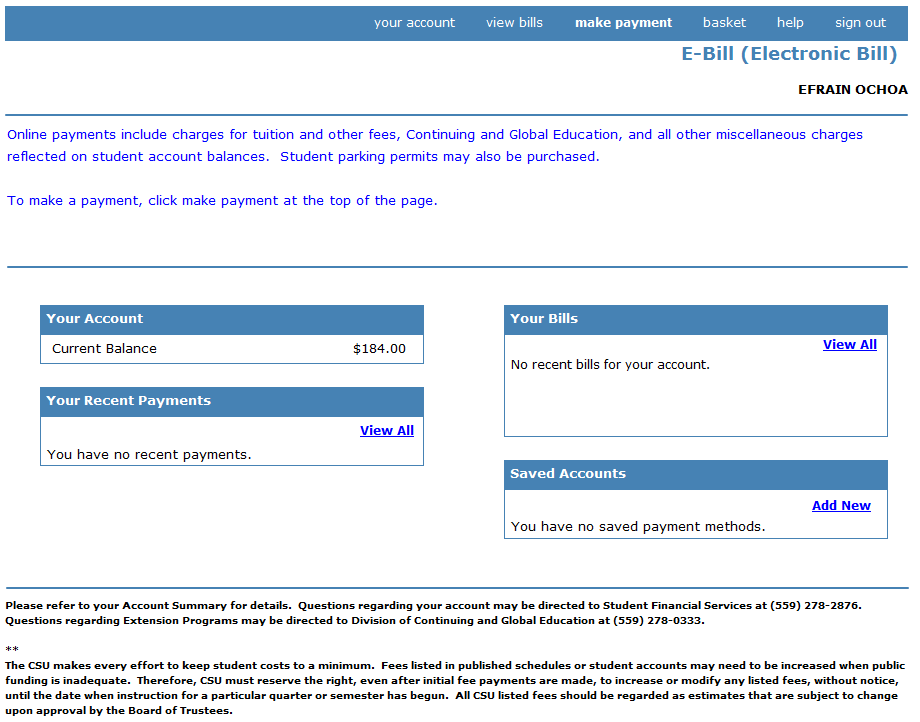 your account view bills make payment basket help sign out
E-Bill (Electronic Bill)
EFRAIN OCHOA
Online payments include charges for tuition and other fees, Continuing and Global Education, and all other miscellaneous charges
reflected on student account balances.  Student parking permits may also be purchased.
To make a payment, click make payment at the top of the page.
Your Account
Current Balance $184.00
Your Recent Payments
View All
You have no recent payments.
Your Bills
View All
No recent bills for your account.
Saved Accounts
Add New
You have no saved payment methods.
Please refer to your Account Summary for details.  Questions regarding your account may be directed to Student Financial Services at (559) 278-2876.
Questions regarding Extension Programs may be directed to Division of Continuing and Global Education at (559) 278-0333.
**
The CSU makes every effort to keep student costs to a minimum.  Fees listed in published schedules or student accounts may need to be increased when public
funding is inadequate.  Therefore, CSU must reserve the right, even after initial fee payments are made, to increase or modify any listed fees, without notice,
until the date when instruction for a particular quarter or semester has begun.  All CSU listed fees should be regarded as estimates that are subject to change
upon approval by the Board of Trustees.